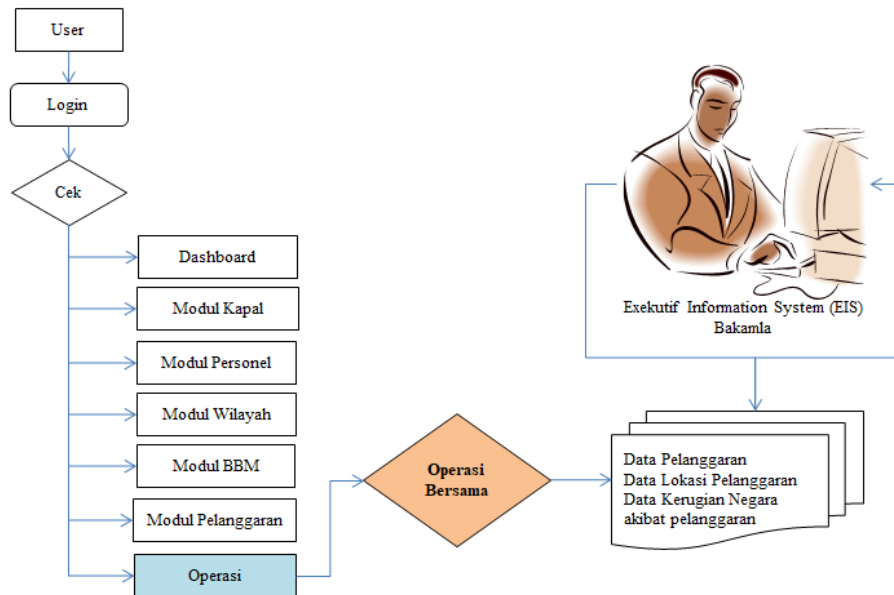 User
Login
Cek
Dashboard
Modul Kapal
Modul Personel
Modul Wilayah
Modul BBM
Modul Pelanggaran
Operasi
Operasi
Bersama
Exekutif Information System (EIS)
Bakamla
Data Pelanggaran
Data Lokasi Pelanggaran
Data Kerugian Negara
akibat pelanggaran